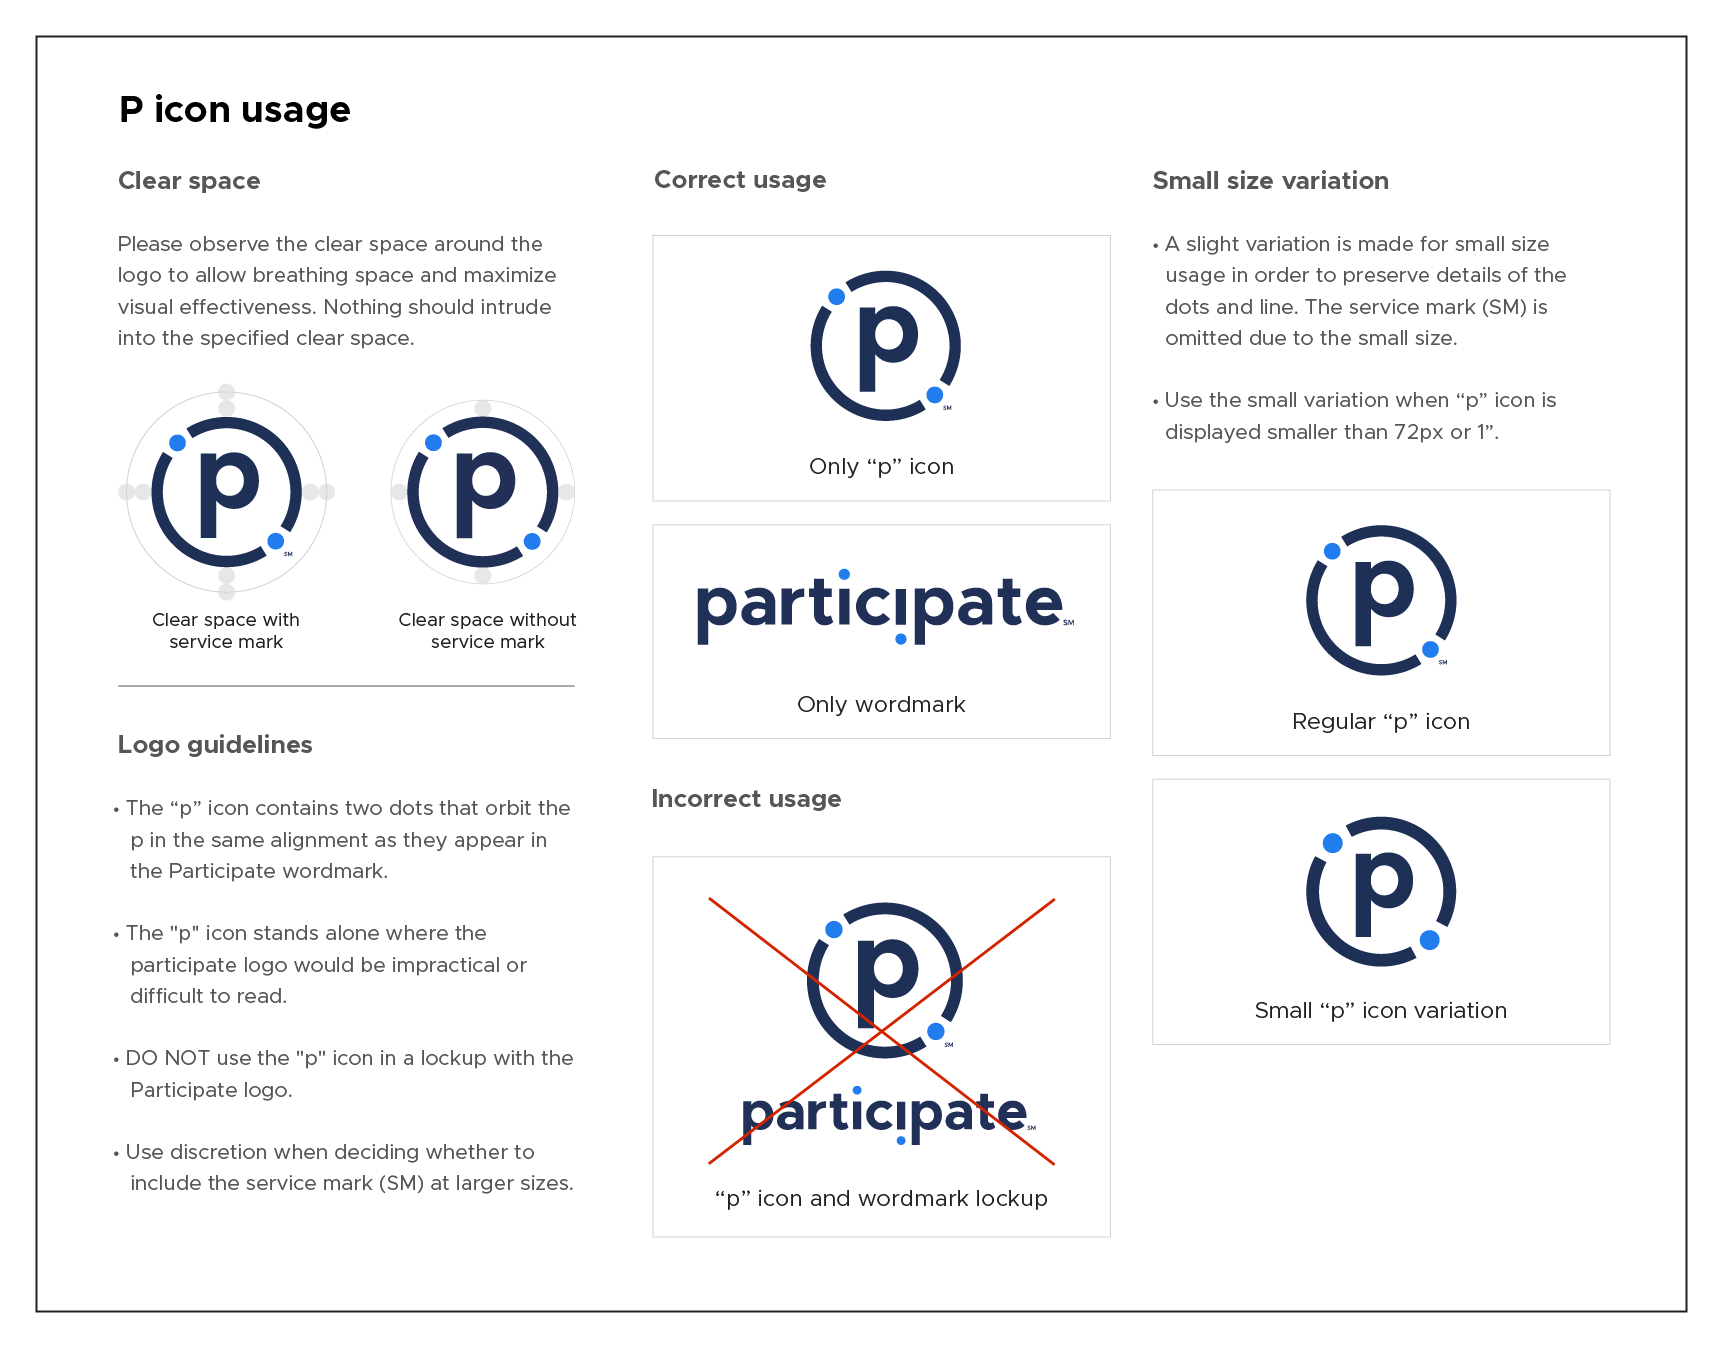 P icon usage
Clear space
Please observe the clear space around the
logo to allow breathing space and maximize
visual effectiveness. Nothing should intrude
into the specified clear space.
p
SM
Clear space with
service mark
p
Clear space without
service mark
Logo guidelines
• The “p” icon contains two dots that orbit the
p in the same alignment as they appear in
the Participate wordmark.
• The "p" icon stands alone where the
participate logo would be impractical or
difficult to read.
• DO NOT use the "p" icon in a lockup with the
Participate logo.
• Use discretion when deciding whether to
include the service mark (SM) at larger sizes.
Correct usage
p
SM
Only “p” icon
participate SM
Only wordmark
Incorrect usage
p
SM
participate SM
“p” icon and wordmark lockup
Small size variation
• A slight variation is made for small size
usage in order to preserve details of the
dots and line. The service mark (SM) is
omitted due to the small size.
• Use the small variation when “p” icon is
displayed smaller than 72px or 1”.
p
SM
Regular “p” icon
p
Small “p” icon variation